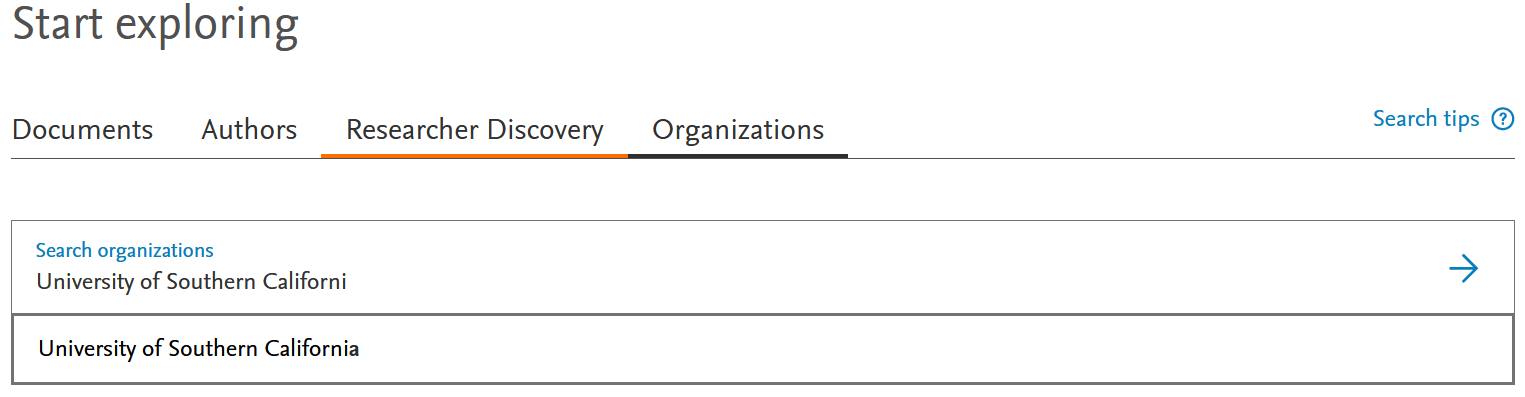 Start exploring
Documents Authors Researcher Discovery Organizations
Search tips ?
Search organizations
University of Southern Californi
University of Southern California